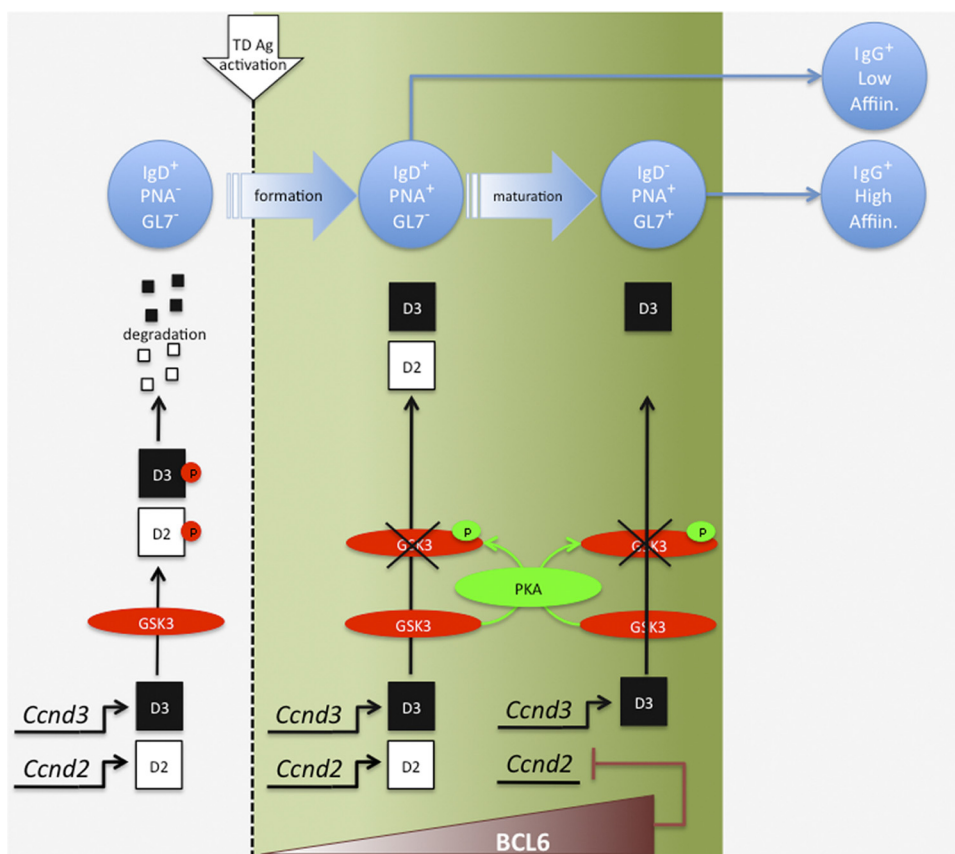 TD Ag
activation
IgG+
Low
Affiin.
IgD+
PNA-
GL7-
formation
IgD+
PNA+
GL7-
maturation
IgD-
PNA+
GL7+
IgG+
High
Affiin.
degradation
D3
D2
D3
D3 P
D2 P
GSK3 P
GSK3 P
PKA
GSK3
GSK3
GSK3
Ccnd3 D3
Ccnd3 D3
Ccnd3 D3
Ccnd2 D2
Ccnd2 D2
Ccnd2
BCL6